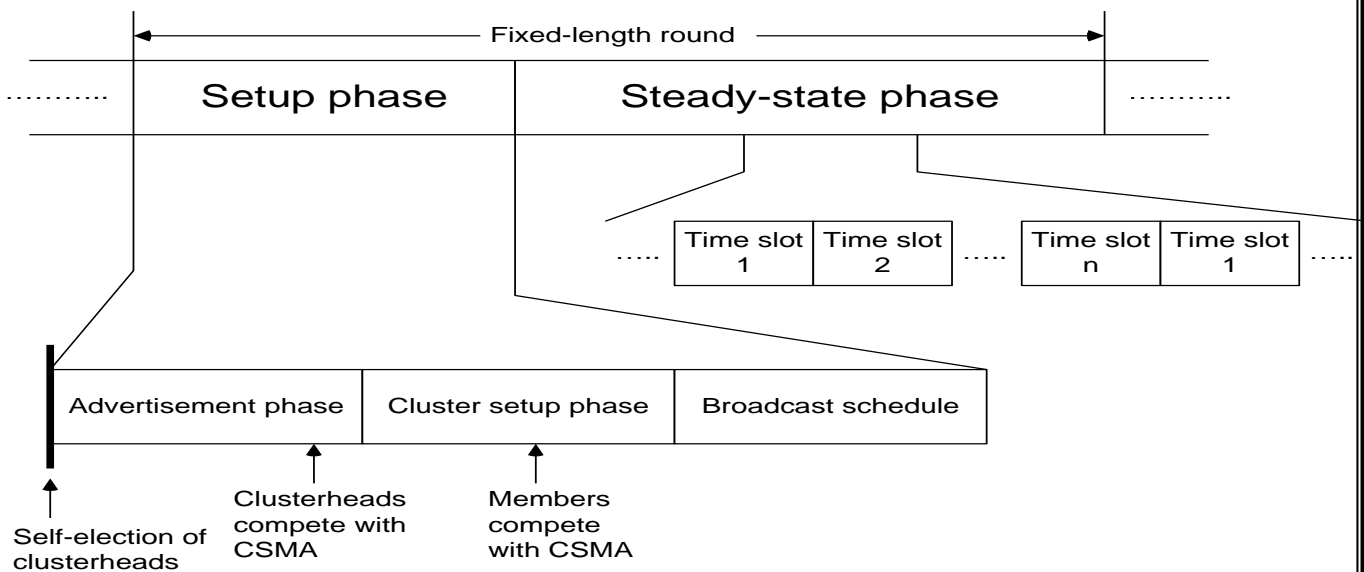 Fixed-length round
Setup phase
Steady-state phase
Time slot
1
Time slot
2
Time slot
n
Time slot
1
Advertisement phase
Cluster setup phase
Broadcast schedule
Self-election of
clusterheads
Clusterheads
compete with
CSMA
Members
compete
with CSMA